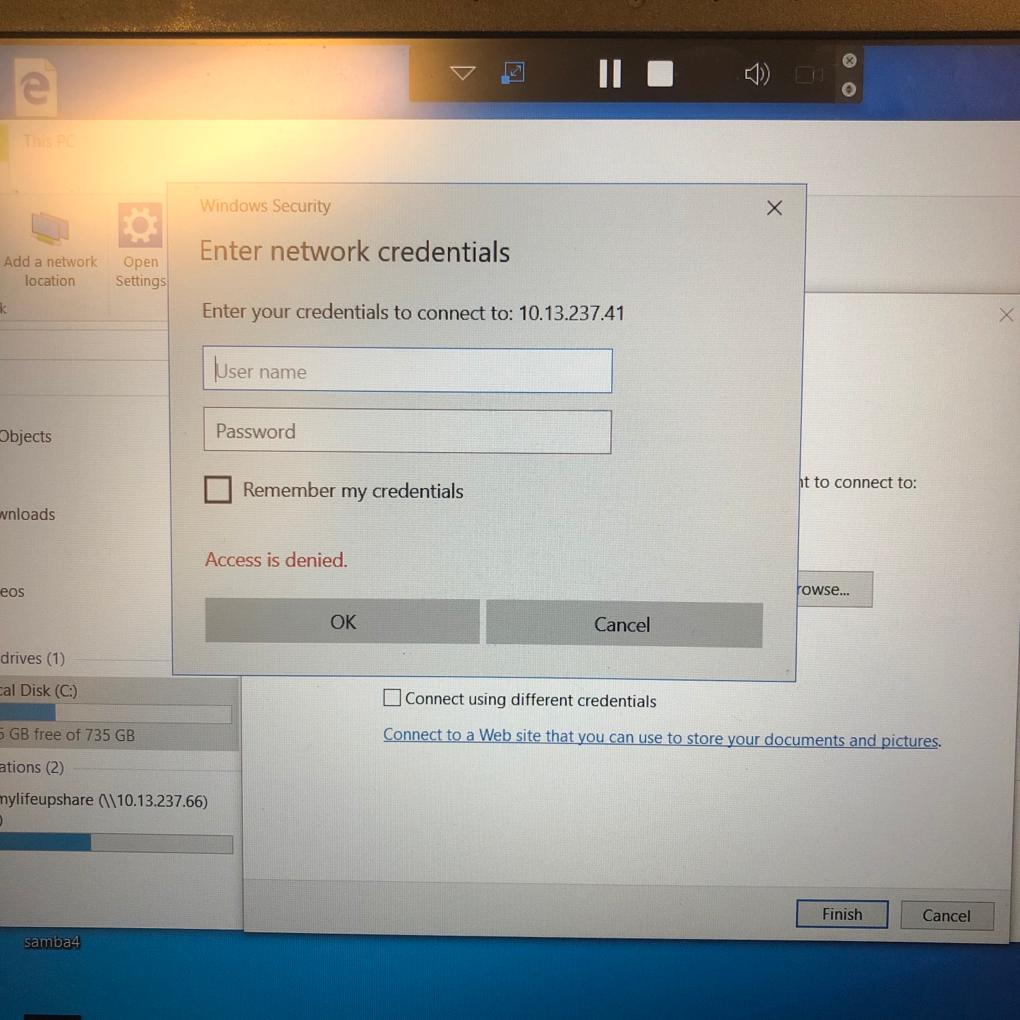 This PC
Windows Security
Enter network credentials
Add a network
location
Open
Settings
k
Enter your credentials to connect to: 10.13.237.41
User name
Password
Objects
wnloads
nt to connect to:
Remember my credentials
Access is denied.
eos
rowse...
OK
Cancel
drives (1)
cal Disk (C:)
Connect using different credentials
GB free of 735 GB
Connect to a Web site that you can use to store your documents and pictures.
ations (2)
mylifeupshare (\\10.13.237.66)
)
Finish
Cancel
samba4